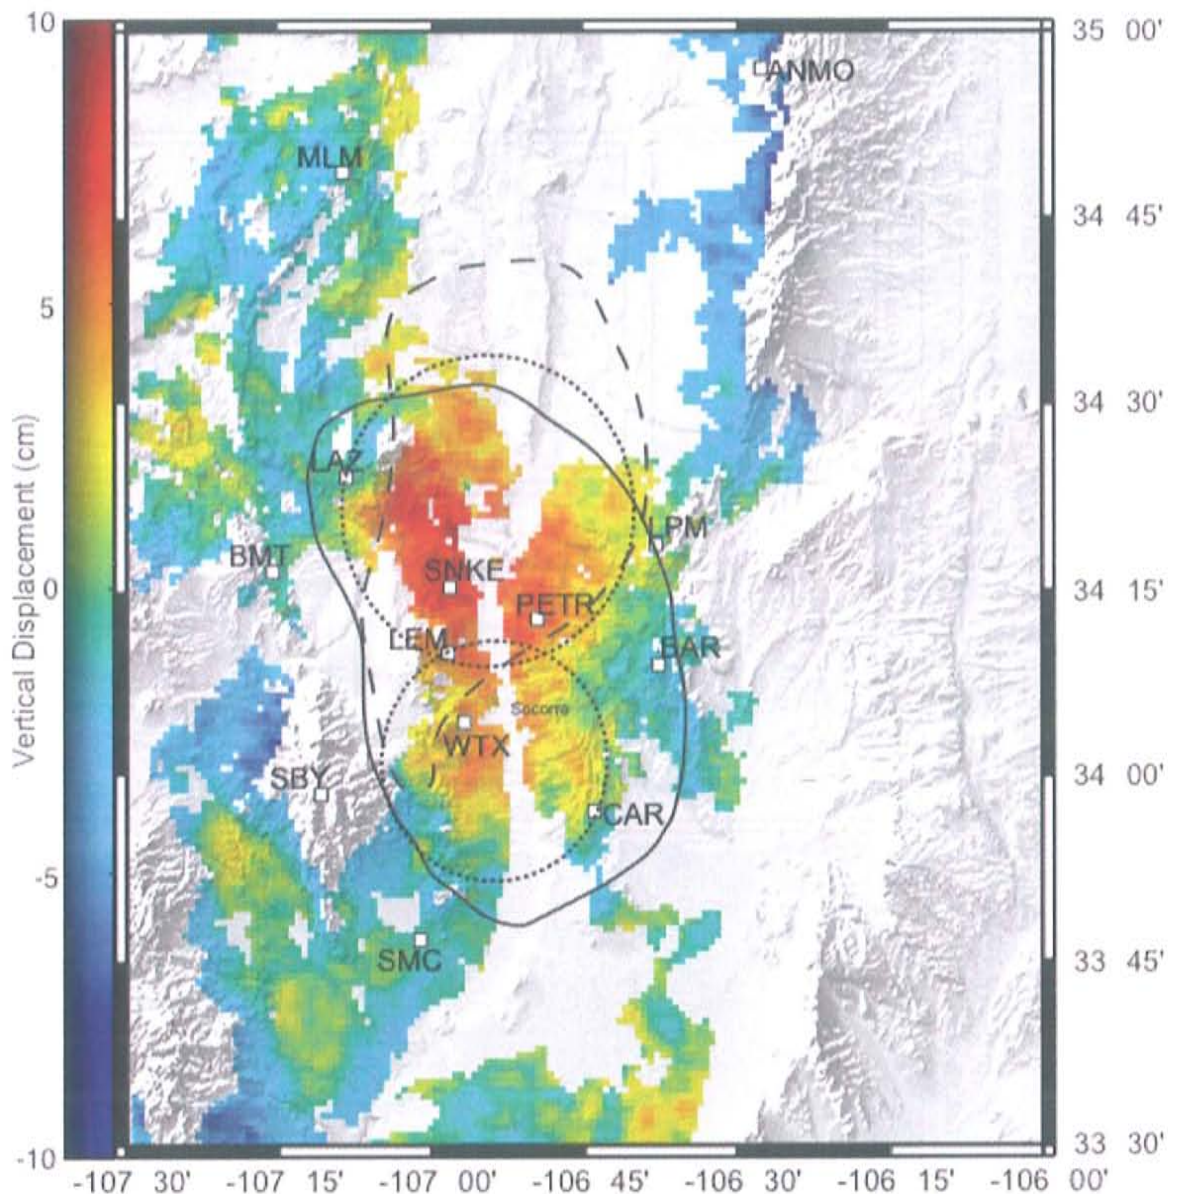 10
5
0
-5
-10
Vertical Displacement (cm)
ANMO
MLM
LAZ
BMT
SNKE
LPM
PETR
LEM
BAR
Socorro
WTX
SBY
CAR
SMC
35 00'
34 45'
34 30'
34 15'
34 00'
33 45'
33 30'
-107 30' -107 15' -107 00' -106 45' -106 30' -106 15' -106 00'